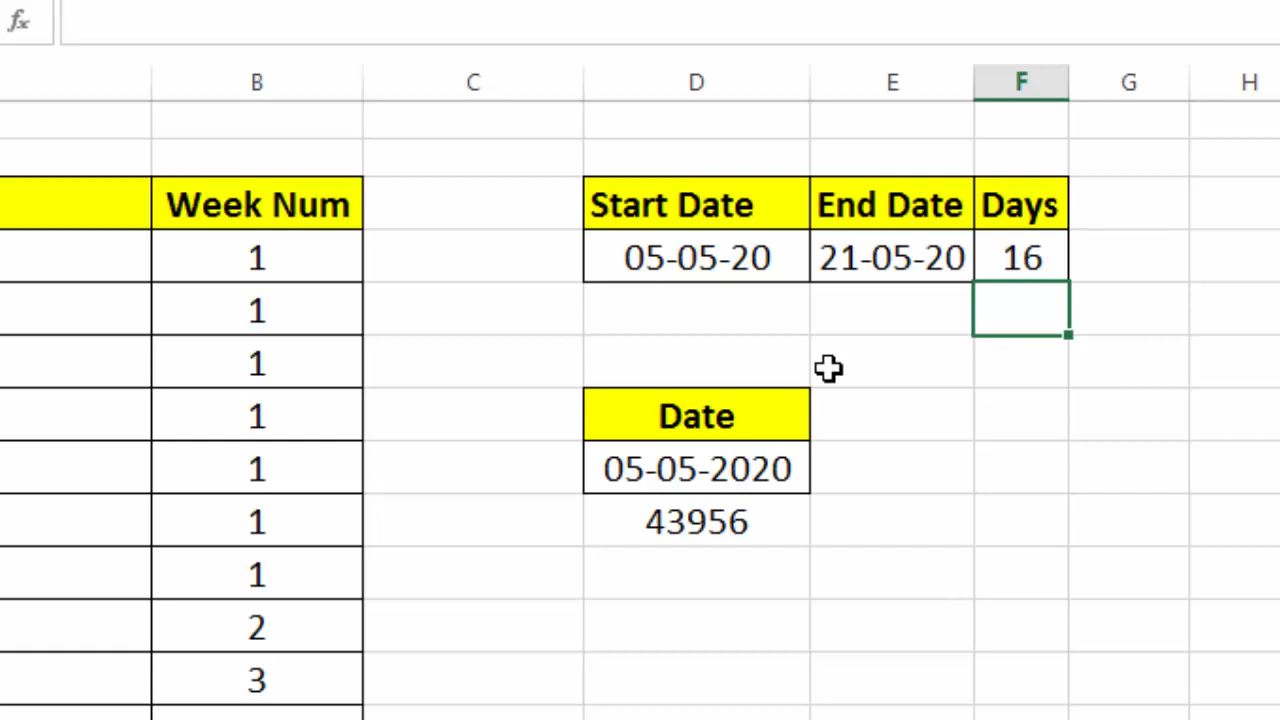 fx
B C D E F G H
Week Num Start Date End Date Days
1 05-05-20 21-05-20 16
1
1
1 Date
1 05-05-2020
1 43956
1
2
3